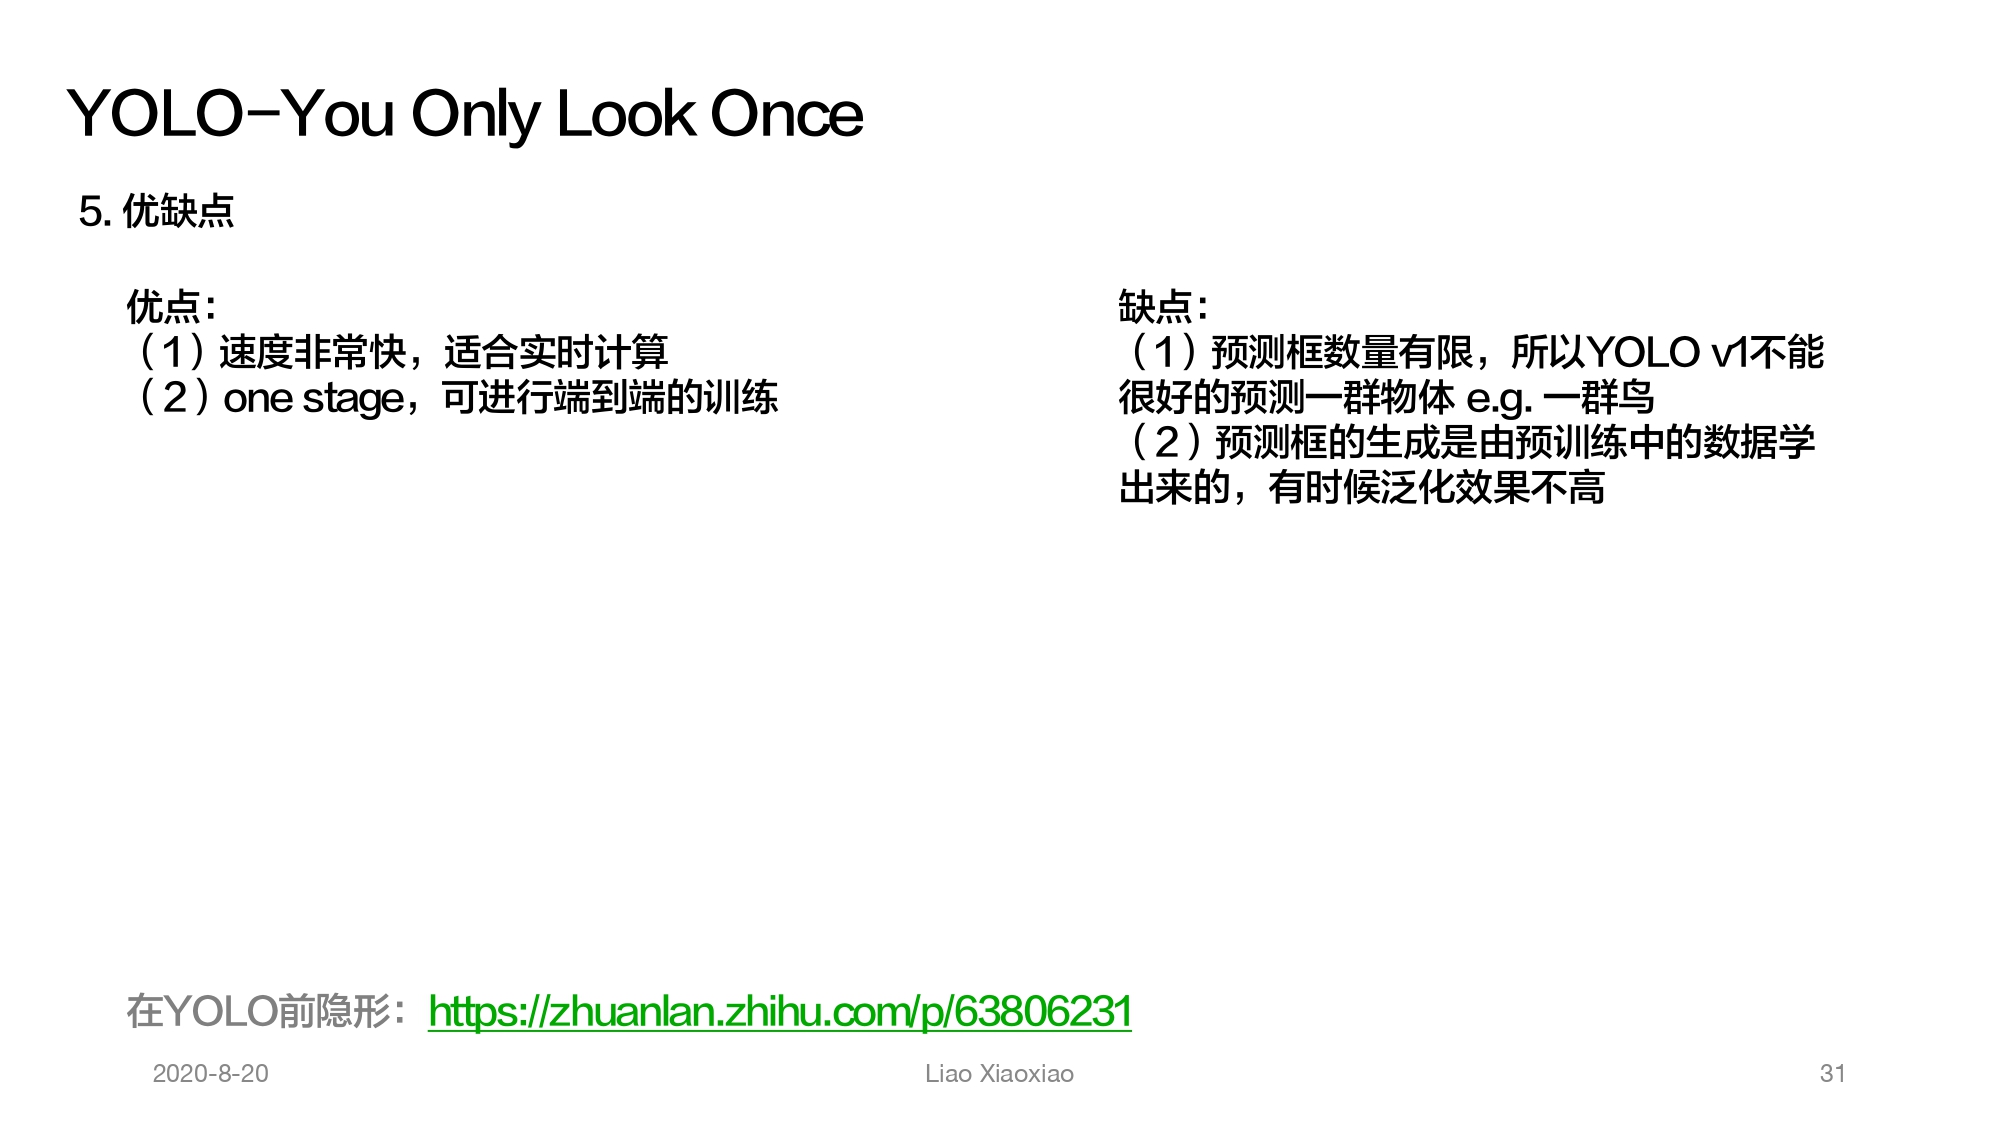 YOLO-You Only Look Once
5. 优缺点
优点：
（1）速度非常快，适合实时计算
（2）one stage，可进行端到端的训练
缺点：
（1）预测框数量有限，所以YOLO v1不能
很好的预测一群物体 e.g. 一群鸟
（2）预测框的生成是由预训练中的数据学
出来的，有时候泛化效果不高
在YOLO前隐形：https://zhuanlan.zhihu.com/p/63806231
2020-8-20
Liao Xiaoxiao
31